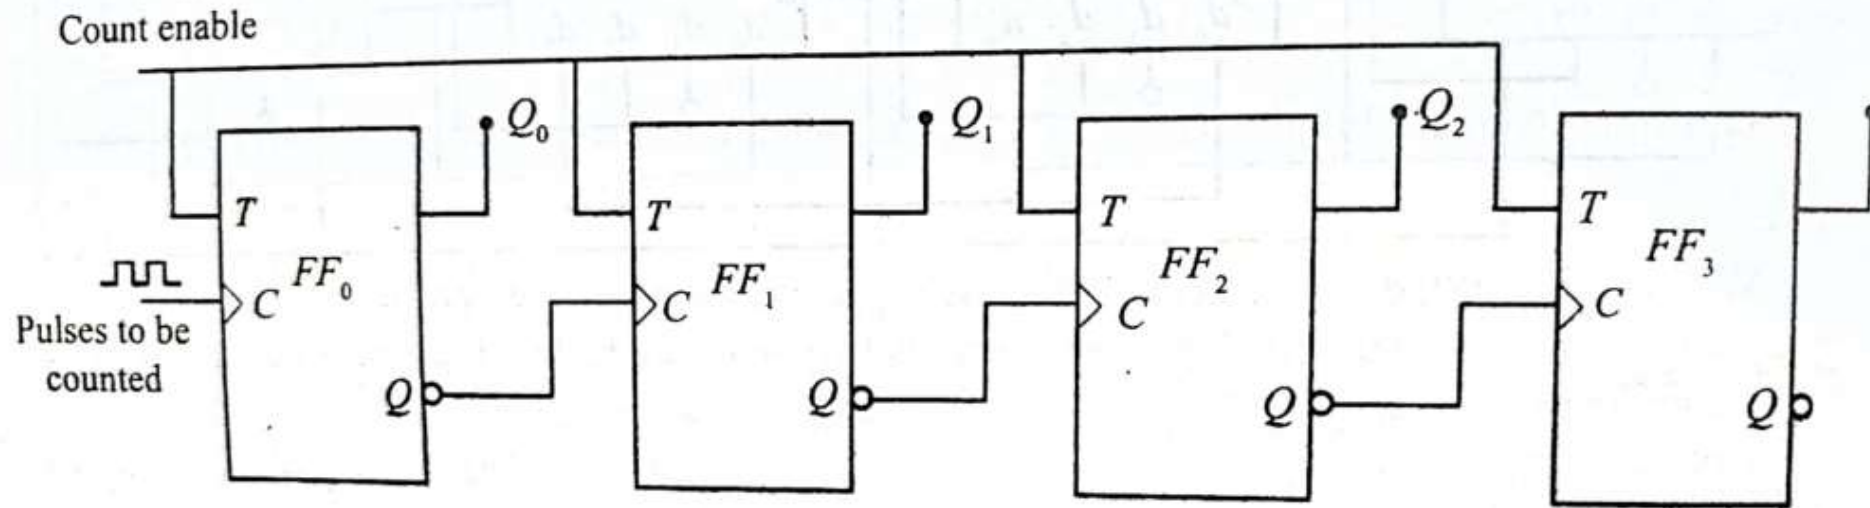 Count enable
Q₀
Q₁
Q₂
T
T
T
T
FF₀
FF₁
FF₂
FF₃
C
C
C
C
Pulses to be
counted
Q
Q
Q
Q